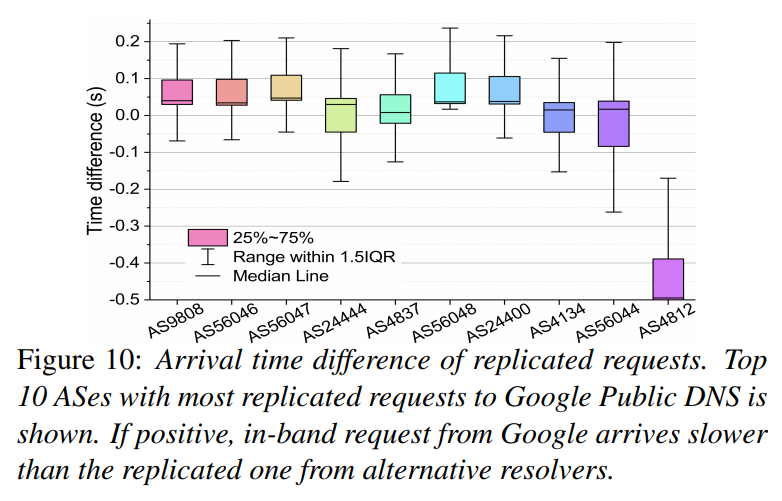 0.2
0.1
0.0
-0.1
-0.2
-0.3
-0.4
-0.5
Time difference (s)
25%~75%
Range within 1.5IQR
Median Line
AS9808
AS56046
AS56047
AS24444
AS4837
AS56048
AS24400
AS4134
AS56044
AS4812
Figure 10: Arrival time difference of replicated requests. Top
10 ASes with most replicated requests to Google Public DNS is
shown. If positive, in-band request from Google arrives slower
than the replicated one from alternative resolvers.